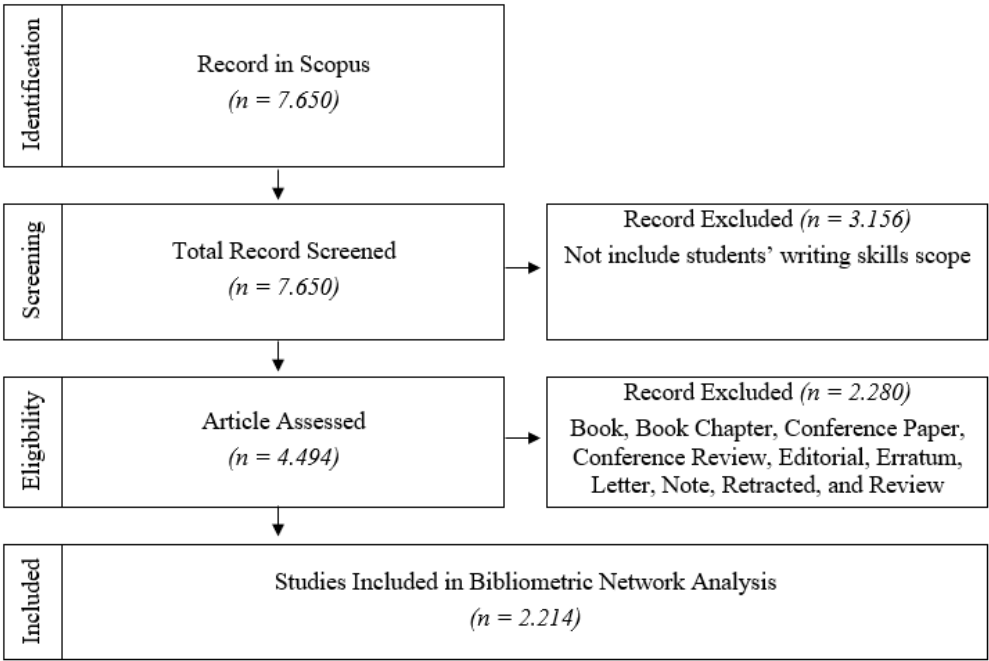 Identification
Record in Scopus
(n = 7.650)
Screening
Total Record Screened
(n = 7.650)
Record Excluded (n = 3.156)
Not include students’ writing skills scope
Eligibility
Article Assessed
(n = 4.494)
Record Excluded (n = 2.280)
Book, Book Chapter, Conference Paper,
Conference Review, Editorial, Erratum,
Letter, Note, Retracted, and Review
Included
Studies Included in Bibliometric Network Analysis
(n = 2.214)